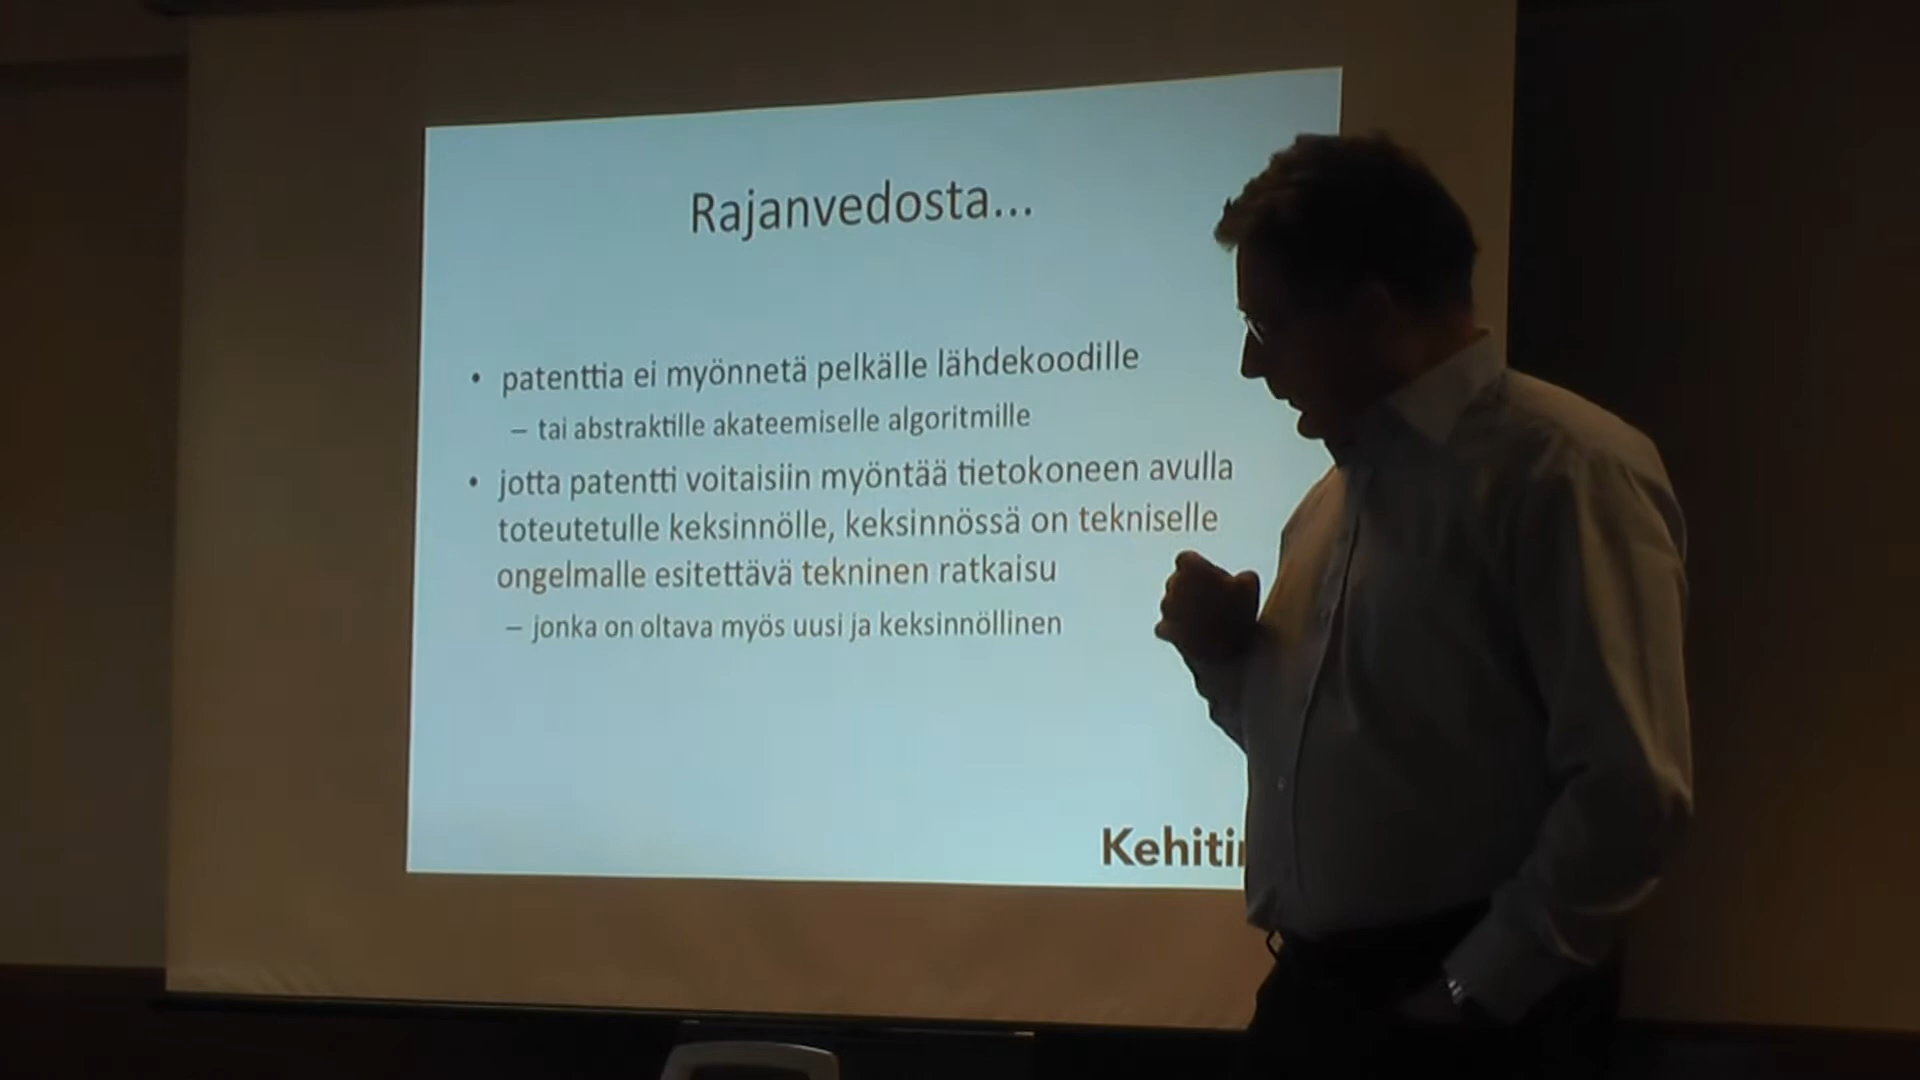 Rajanvedosta...
• patenttia ei myönnetä pelkälle lähdekoodille
– tai abstraktille akateemiselle algoritmille
• jotta patentti voitaisiin myöntää tietokoneen avulla
toteutetulle keksinnölle, keksinnössä on tekniselle
ongelmalle esitettävä tekninen ratkaisu
– jonka on oltava myös uusi ja keksinnöllinen